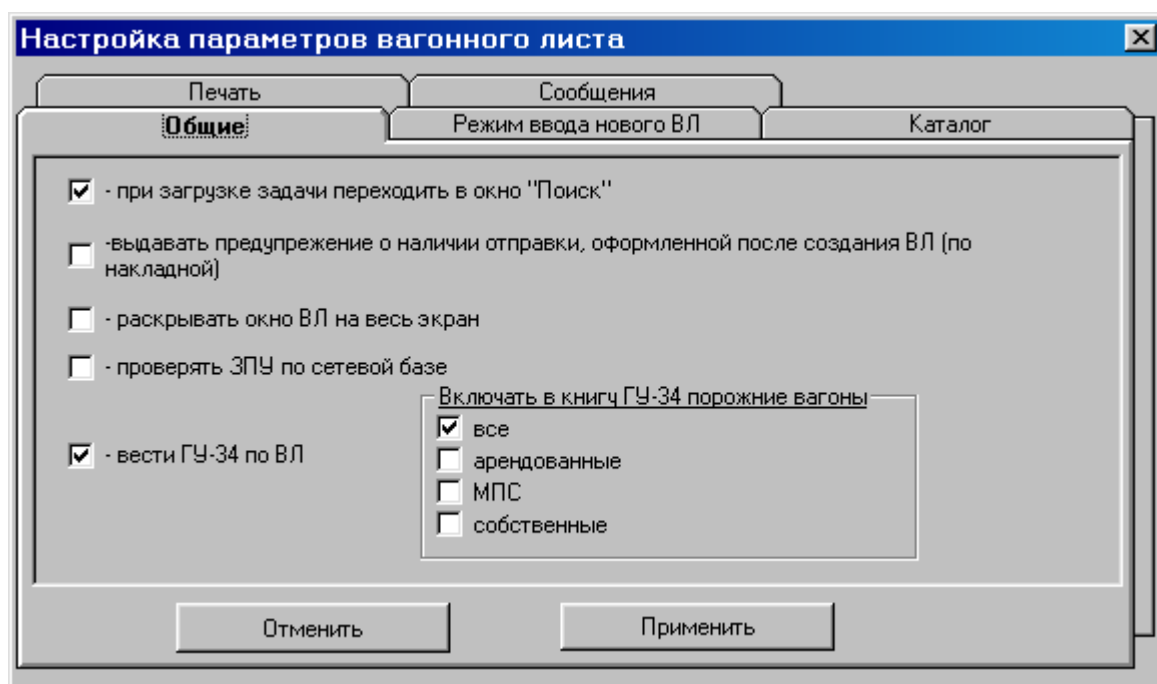 Настройка параметров вагонного листа
Печать
Сообщения
Общие
Режим ввода нового ВЛ
Каталог
- при загрузке задачи переходить в окно "Поиск"
-выдавать предупрежение о наличии отправки, оформленной после создания ВЛ (по
накладной)
- раскрывать окно ВЛ на весь экран
- проверять ЗПУ по сетевой базе
Включать в книгу ГУ-34 порожние вагоны
все
- вести ГУ-34 по ВЛ
арендованные
МПС
собственные
Отменить
Применить